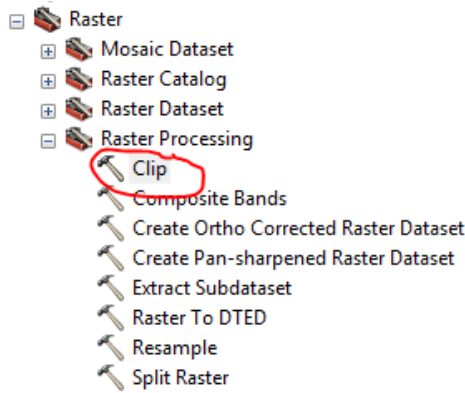 Raster
Mosaic Dataset
Raster Catalog
Raster Dataset
Raster Processing
Clip
Composite Bands
Create Ortho Corrected Raster Dataset
Create Pan-sharpened Raster Dataset
Extract Subdataset
Raster To DTED
Resample
Split Raster